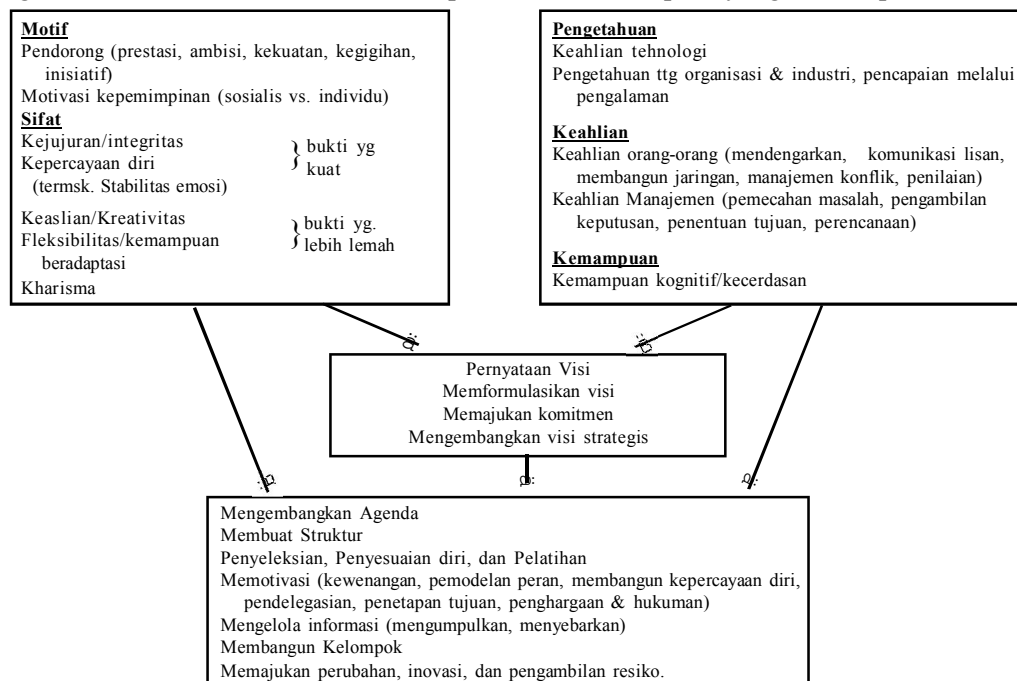 Motif
Pendorong (prestasi, ambisi, kekuatan, kegigihan,
inisiatif)
Motivasi kepemimpinan (sosialis vs. individu)
Sifat
Kejujuran/integritas
Kepercayaan diri
(termsk. Stabilitas emosi)
bukti yg
kuat
Keaslian/Kreativitas
Fleksibilitas/kemampuan
beradaptasi
bukti yg.
lebih lemah
Kharisma
Pengetahuan
Keahlian tehnologi
Pengetahuan ttg organisasi & industri, pencapaian melalui
pengalaman
Keahlian
Keahlian orang-orang (mendengarkan, komunikasi lisan,
membangun jaringan, manajemen konflik, penilaian)
Keahlian Manajemen (pemecahan masalah, pengambilan
keputusan, penentuan tujuan, perencanaan)
Kemampuan
Kemampuan kognitif/kecerdasan
Pernyataan Visi
Memformulasikan visi
Memajukan komitmen
Mengembangkan visi strategis
Mengembangkan Agenda
Membuat Struktur
Penyeleksian, Penyesuaian diri, dan Pelatihan
Memotivasi (kewenangan, pemodelan peran, membangun kepercayaan diri,
pendelegasian, penetapan tujuan, penghargaan & hukuman)
Mengelola informasi (mengumpulkan, menyebarkan)
Membangun Kelompok
Memajukan perubahan, inovasi, dan pengambilan resiko.